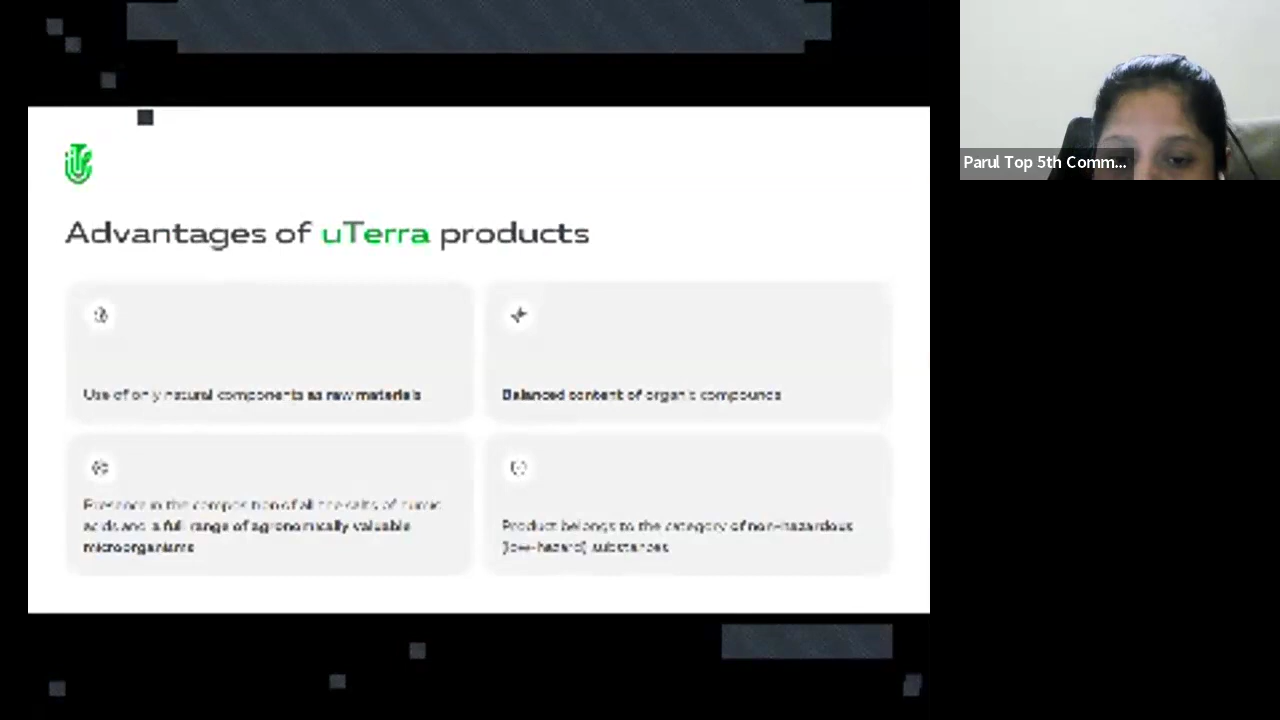 Advantages of uTerra products
Use of only natural components as raw materials
Balanced content of organic compounds
Presence in the composition of all the salts of humic
acids and a full range of agronomically valuable
microorganisms
Product belongs to the category of non-hazardous
(low-hazard) substances
Parul Top 5th Comm...